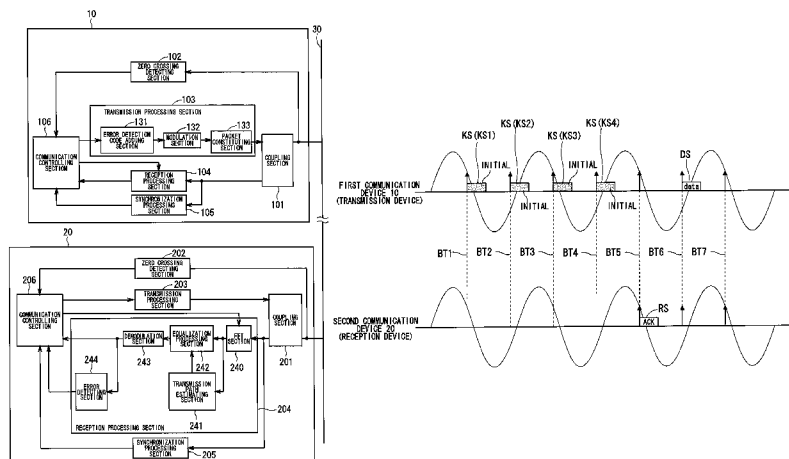 10
30
102
ZERO CROSSING
DETECTING
SECTION
103
TRANSMISSION PROCESSING SECTION
131
132
133
ERROR DETECTION
CODE ADDING
SECTION
MODULATION
SECTION
PACKET
CONSTITUTING
SECTION
106
COMMUNICATION
CONTROLLING
SECTION
104
RECEPTION
PROCESSING
SECTION
SYNCHRONIZATION
PROCESSING
SECTION
105
COUPLING
SECTION
101
20
202
ZERO CROSSING
DETECTING
SECTION
206
203
TRANSMISSION
PROCESSING
SECTION
COMMUNICATION
CONTROLLING
SECTION
COUPLING
SECTION
201
DEMODULATION
SECTION
243
EQUALIZATION
PROCESSING
SECTION
242
FFT
SECTION
240
244
ERROR
DETECTING
SECTION
TRANSMISSION
PATH
ESTIMATING
SECTION
241
204
RECEPTION PROCESSING SECTION
SYNCHRONIZATION
PROCESSING
SECTION
205
KS(KS1)
KS(KS2)
KS(KS3)
KS(KS4)
INITIAL
INITIAL
INITIAL
INITIAL
DS
data
FIRST COMMUNICATION
DEVICE 10
(TRANSMISSION DEVICE)
BT1
BT2
BT3
BT4
BT5
BT6
BT7
SECOND COMMUNICATION
DEVICE 20
(RECEPTION DEVICE)
RS
ACK